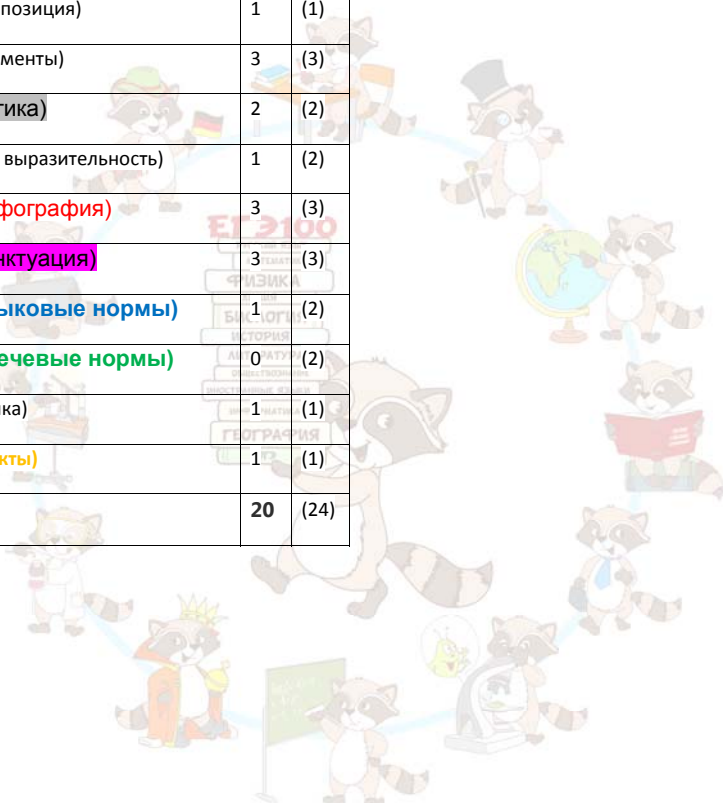 позиция) 1 (1)
менты) 3 (3)
тика) 2 (2)
выразительность) 1 (2)
фография) 3 (3)
нктуация) 3 (3)
ыковые нормы) 1 (2)
ечевые нормы) 0 (2)
ка) 1 (1)
кты) 1 (1)
20 (24)
ЕГЭ100
ФИЗИКА
БИОЛОГИЯ
ИСТОРИЯ
ГЕОГРАФИЯ